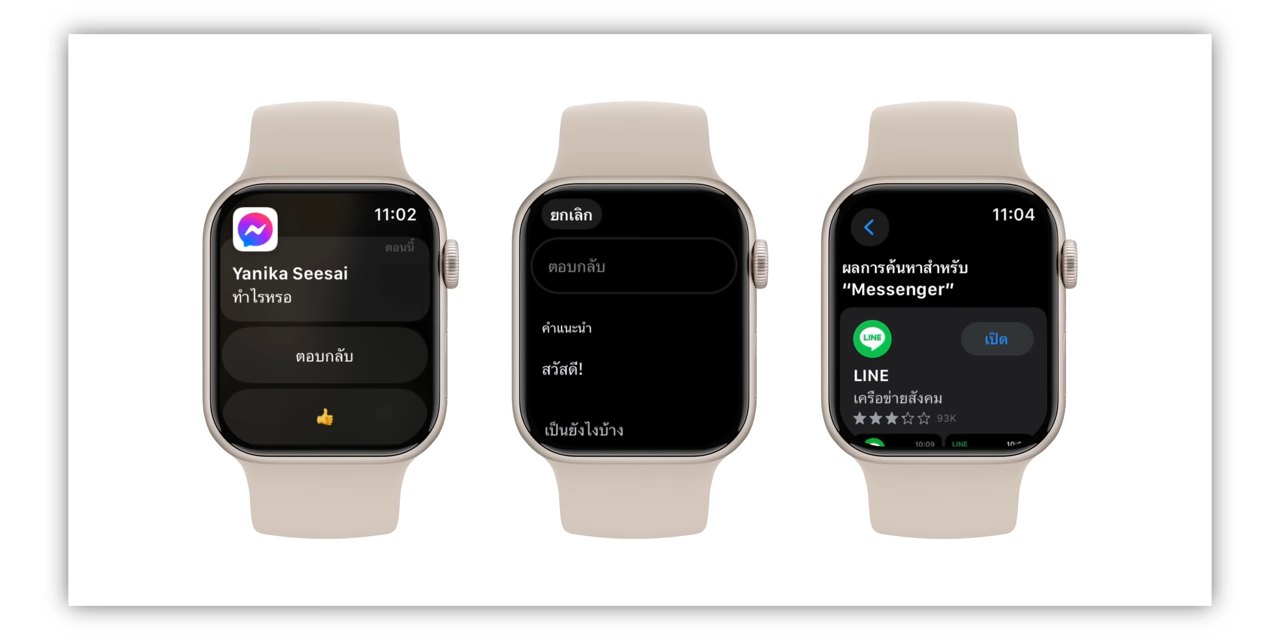 11:02
ตอนนี้
Yanika Seesai
ทำไรหรอ
ตอบกลับ
ยกเลิก
ตอบกลับ
คำแนะนำ
สวัสดี!
เป็นยังไงบ้าง
11:04
ผลการค้นหาสำหรับ
“Messenger”
LINE
เปิด
LINE
เครือข่ายสังคม
93K
10:09 LINE